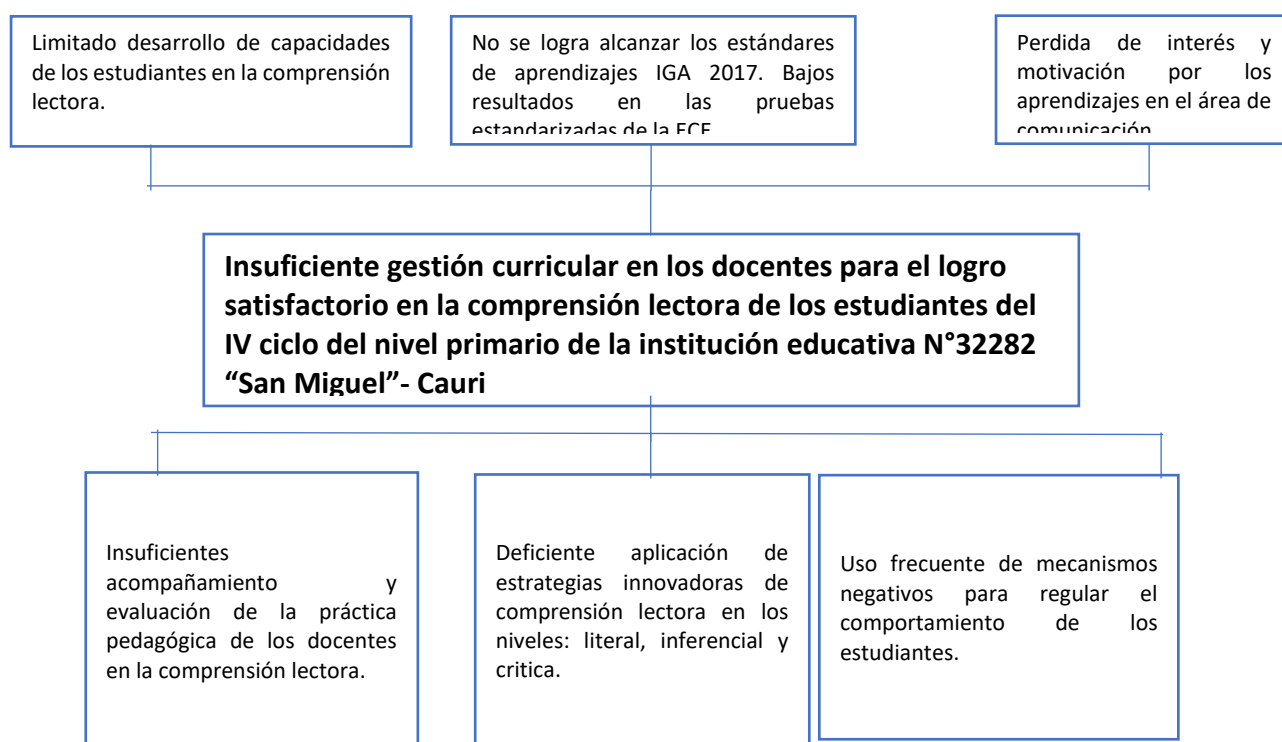 Limitado desarrollo de capacidades
de los estudiantes en la comprensión
lectora.
No se logra alcanzar los estándares
de aprendizajes IGA 2017. Bajos
resultados en las pruebas
estandarizadas de la ECE
Perdida de interés y
motivación por los
aprendizajes en el área de
comunicación
Insuficiente gestión curricular en los docentes para el logro
satisfactorio en la comprensión lectora de los estudiantes del
IV ciclo del nivel primario de la institución educativa N°32282
“San Miguel”- Cauri
Insuficientes
acompañamiento y
evaluación de la práctica
pedagógica de los docentes
en la comprensión lectora.
Deficiente aplicación de
estrategias innovadoras de
comprensión lectora en los
niveles: literal, inferencial y
critica.
Uso frecuente de mecanismos
negativos para regular el
comportamiento de los
estudiantes.